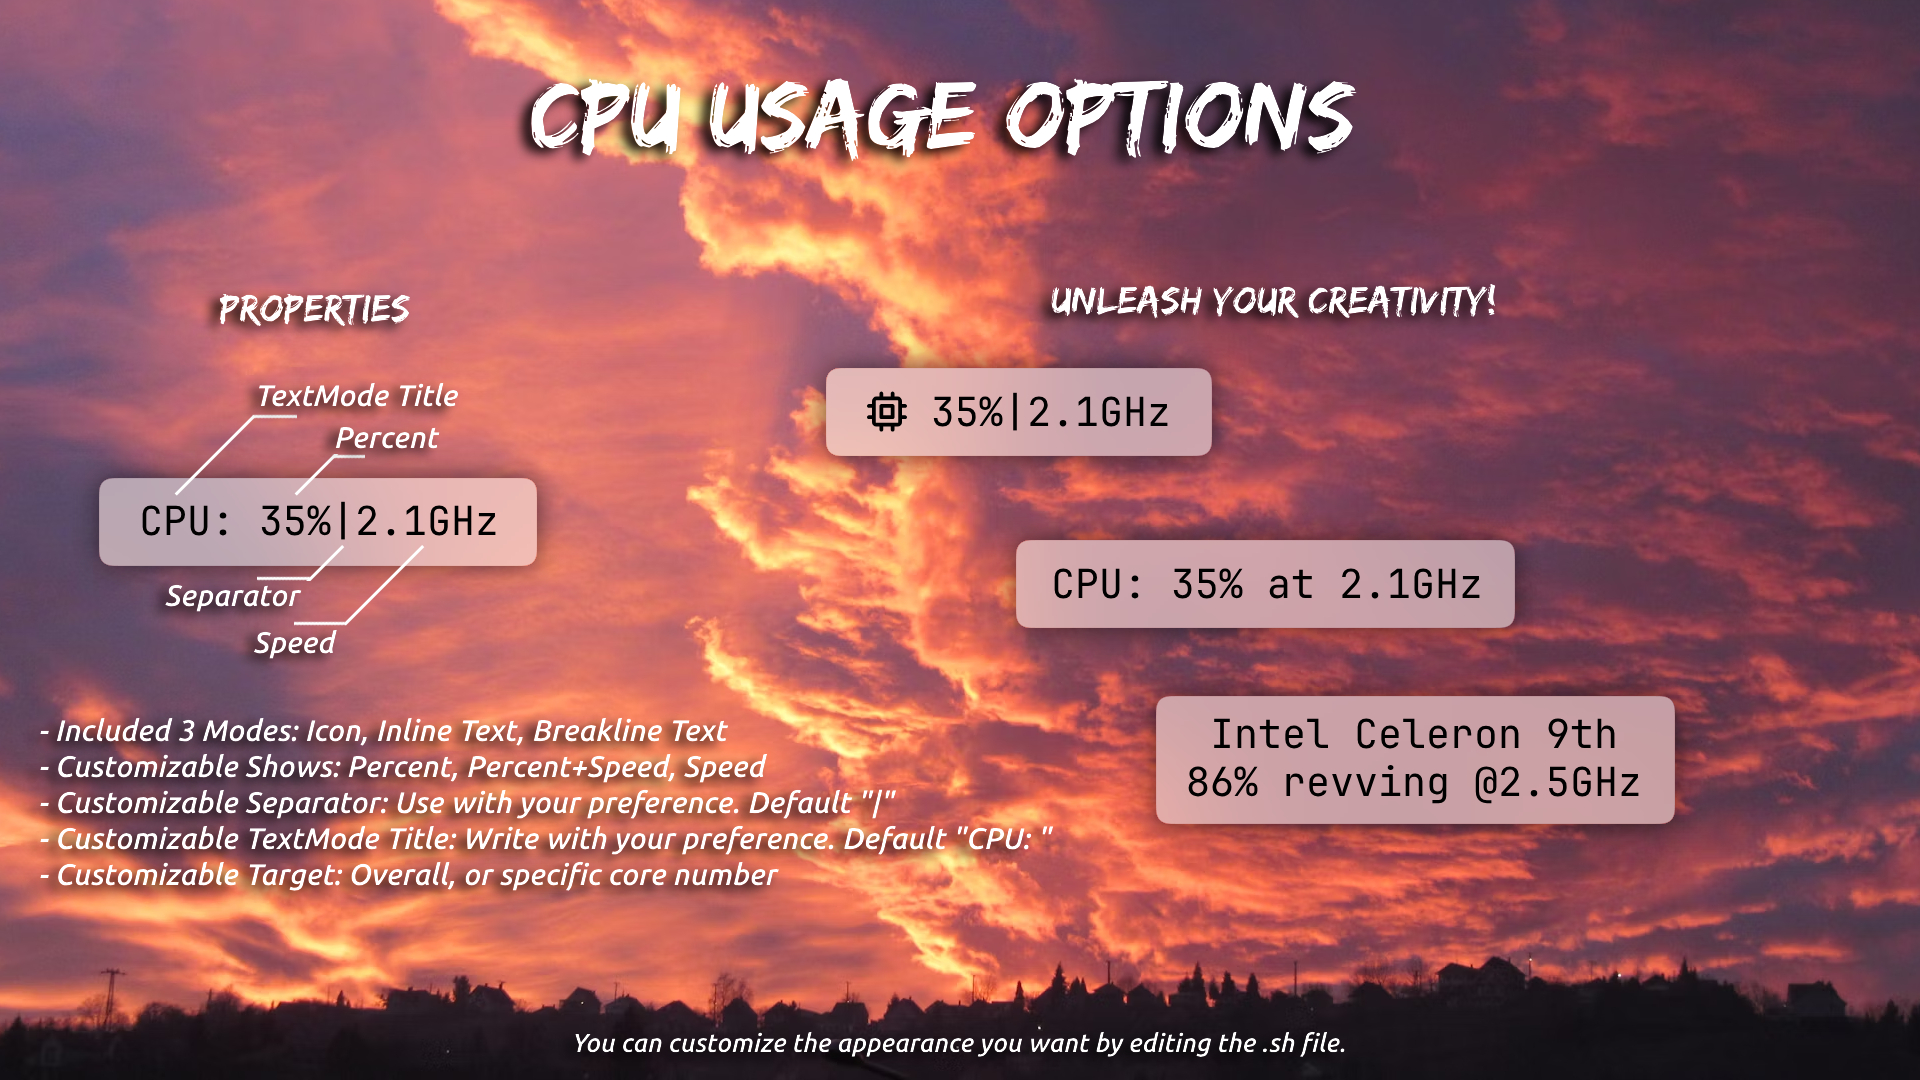 CPU USAGE OPTIONS
PROPERTIES
TextMode Title
Percent
CPU: 35%|2.1GHz
Separator
Speed
- Included 3 Modes: Icon, Inline Text, Breakline Text
- Customizable Shows: Percent, Percent+Speed, Speed
- Customizable Separator: Use with your preference. Default "|"
- Customizable TextMode Title: Write with your preference. Default "CPU: "
- Customizable Target: Overall, or specific core number
UNLEASH YOUR CREATIVITY!
35%|2.1GHz
CPU: 35% at 2.1GHz
Intel Celeron 9th
86% revving @2.5GHz
You can customize the appearance you want by editing the .sh file.